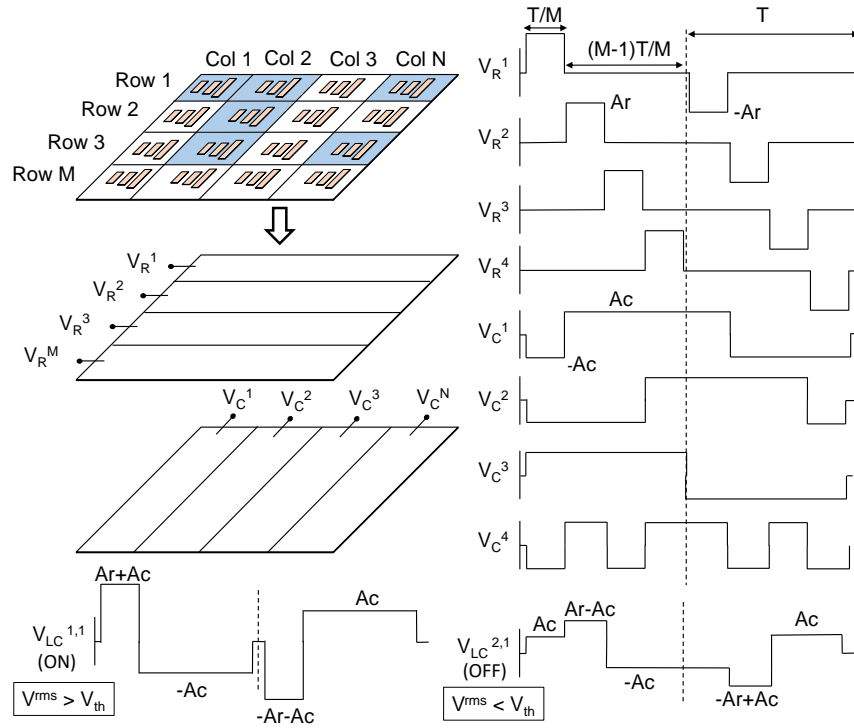 Col 1 Col 2 Col 3 Col N
Row 1
Row 2
Row 3
Row M
V_R^1
V_R^2
V_R^3
V_R^M
V_C^1 V_C^2 V_C^3 V_C^N
Ar+Ac
V_LC^1,1
(ON)
-Ac
Ac
-Ar-Ac
V^rms > V_th
T/M
T
(M-1)T/M
V_R^1
-Ar
Ar
V_R^2
V_R^3
V_R^4
Ac
V_C^1
-Ac
V_C^2
V_C^3
V_C^4
Ar-Ac
Ac
V_LC^2,1
(OFF)
-Ac
Ac
-Ar+Ac
V^rms < V_th